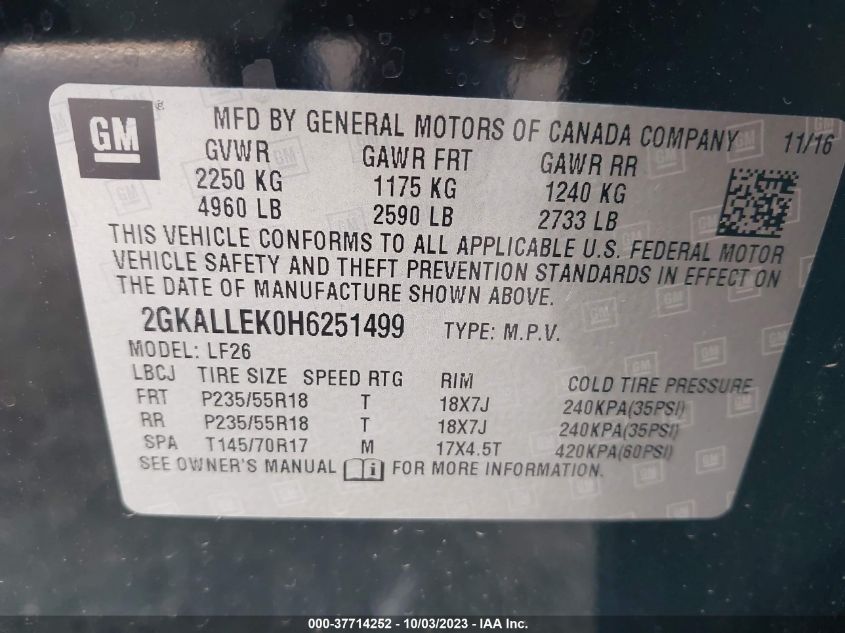 GM ® MFD BY GENERAL MOTORS OF CANADA COMPANY 11/16
GVWR GAWR FRT GAWR RR
2250 KG 1175 KG 1240 KG
4960 LB 2590 LB 2733 LB
THIS VEHICLE CONFORMS TO ALL APPLICABLE U.S. FEDERAL MOTOR
VEHICLE SAFETY AND THEFT PREVENTION STANDARDS IN EFFECT ON
THE DATE OF MANUFACTURE SHOWN ABOVE.
2GKALLEK0H6251499 TYPE: M.P.V.
MODEL: LF26
LBCJ TIRE SIZE SPEED RTG RIM COLD TIRE PRESSURE
FRT P235/55R18 T 18X7J 240KPA(35PSI)
RR P235/55R18 T 18X7J 240KPA(35PSI)
SPA T145/70R17 M 17X4.5T 420KPA(60PSI)
SEE OWNER'S MANUAL i FOR MORE INFORMATION.
000-37714252 - 10/03/2023 - IAA Inc.